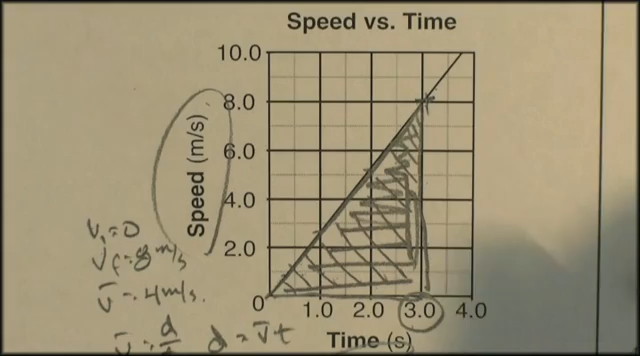 Speed vs. Time
10.0
8.0
6.0
4.0
2.0
0
1.0
2.0
3.0
4.0
Speed (m/s)
Time (s)
v₁=0
v_f=8 m/s
v̄=4 m/s.
v̄=d/t d=v̄t